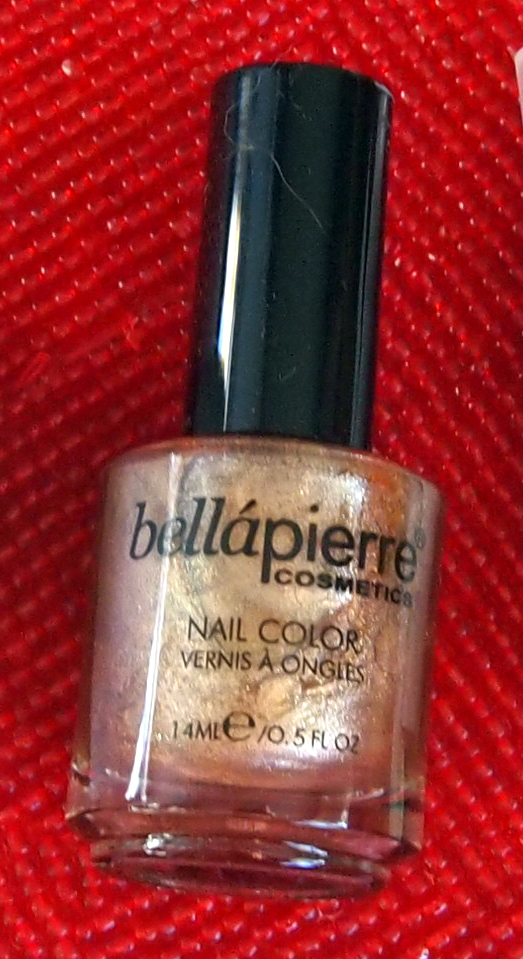 bellápierre®
COSMETICS
NAIL COLOR
VERNIS À ONGLES
14ML℮/0.5 FL OZ